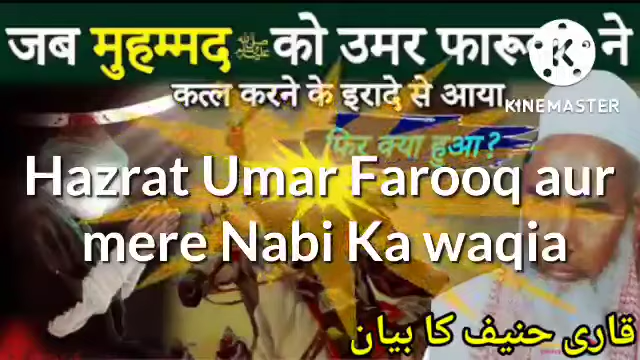 जब मुहम्मद ﷺ को उमर ने
कत्ल करने के इरादे से आया
KINEMASTER
फिर क्या हुआ?
Hazrat Umar Farooq aur
mere Nabi Ka waqia
قاری حنیف کا بیان